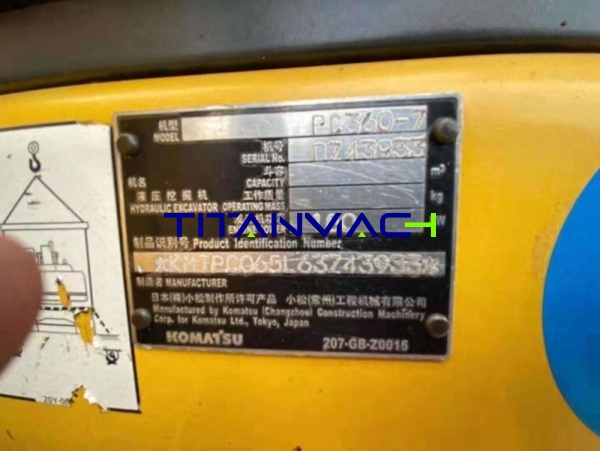 机型
MODEL PC360-7
机号
SERIAL No.
斗容
CAPACITY
机名
液压挖掘机 工作质量 kg
HYDRAULIC EXCAVATOR OPERATING MASS
TITANMACH
制品识别号 Product Identification Number
制造者 MANUFACTURER
日本(株)小松制作所许可产品 小松(常州)工程机械有限公司
Manufactured by Komatsu (Changzhou) Construction Machinery
Corp. for Komatsu Ltd., Tokyo, Japan
KOMATSU 207-GB-Z0015